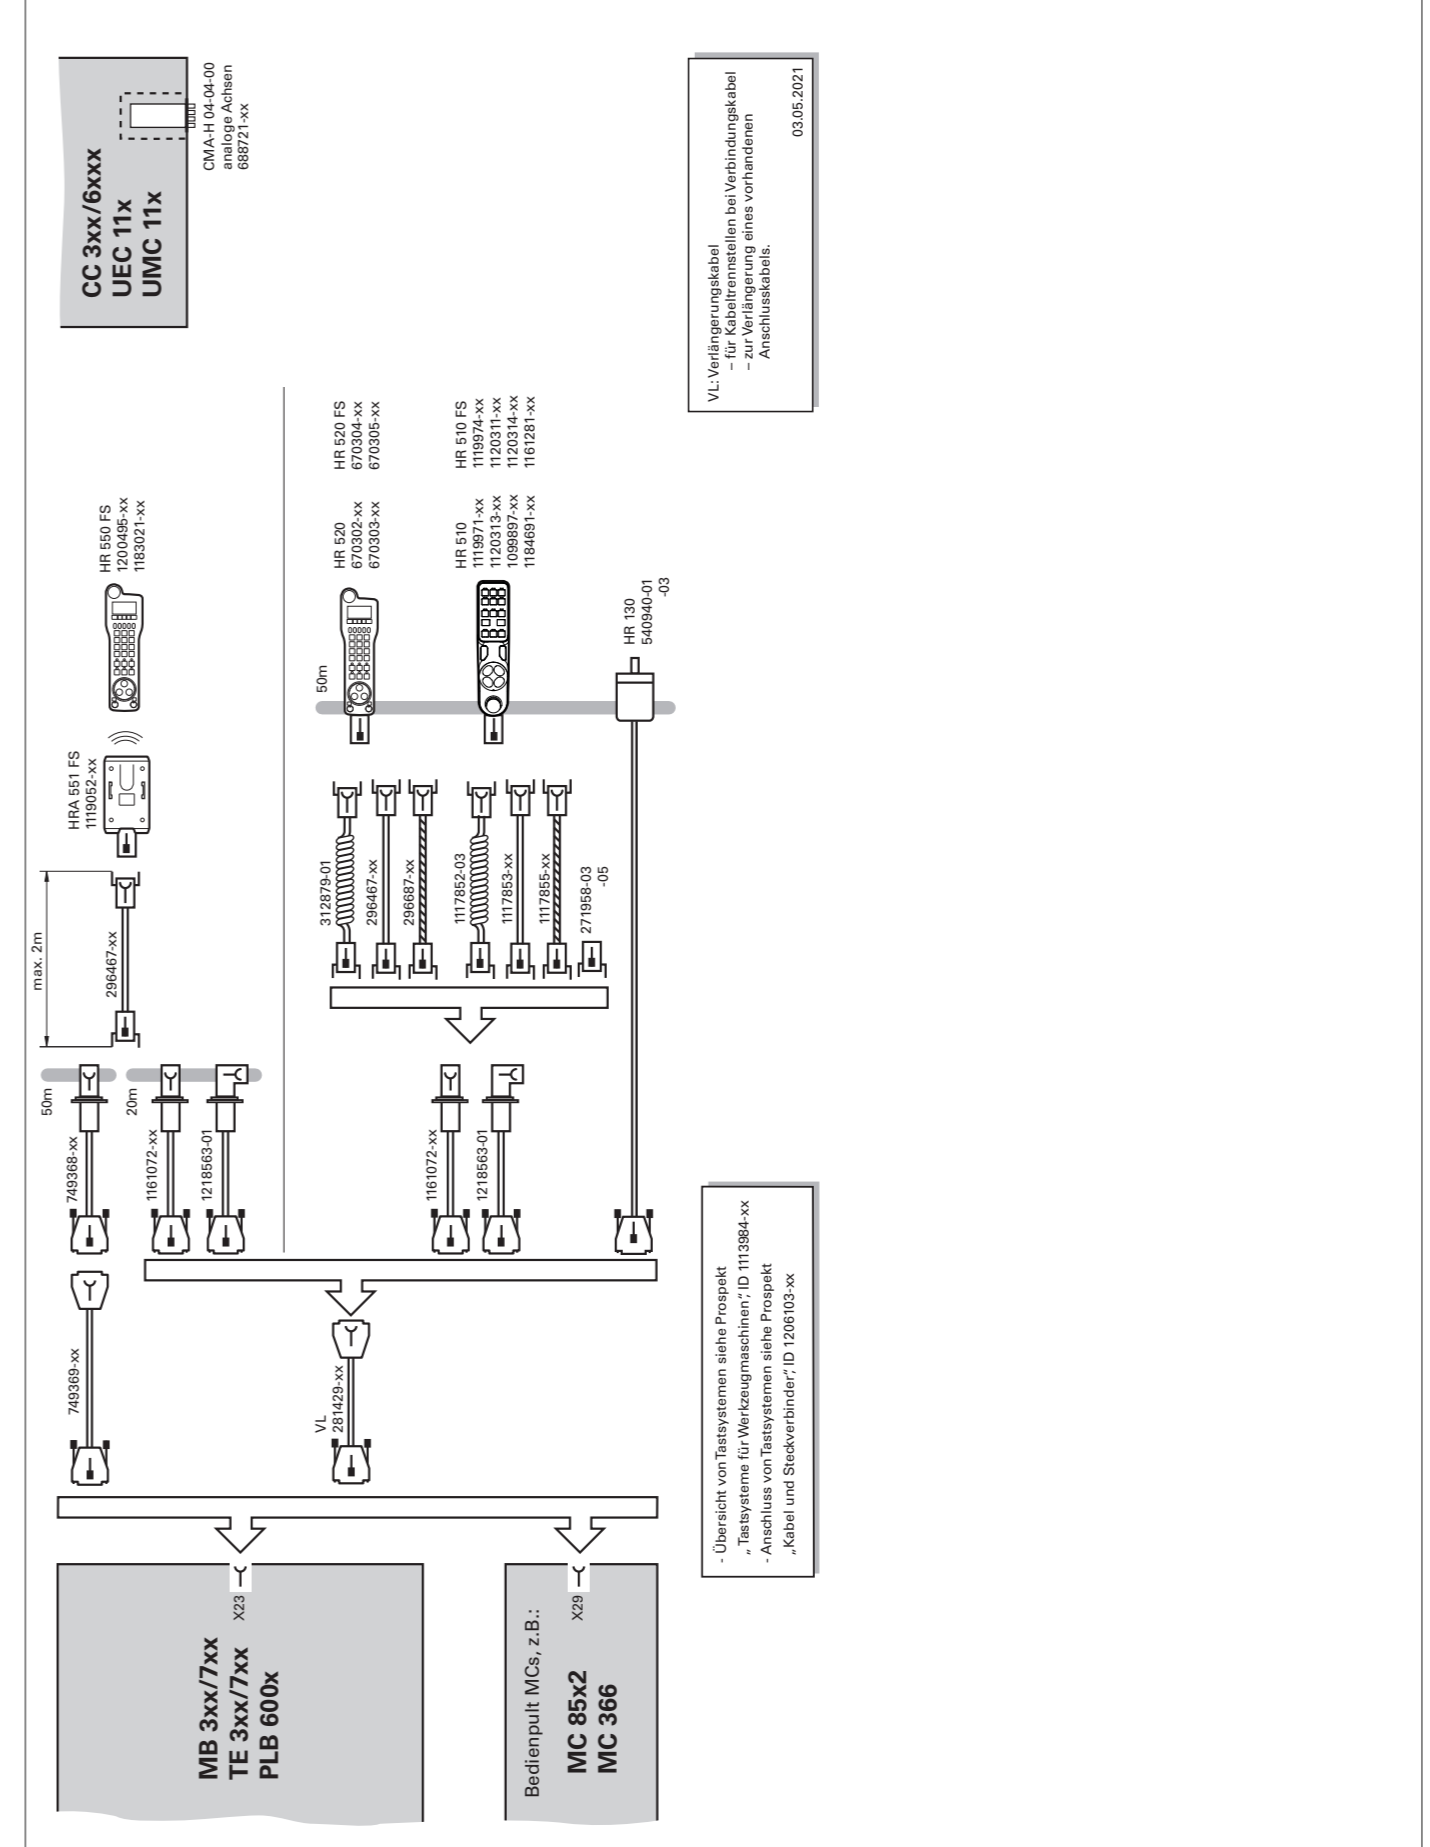 CC 3xx/6xxx
UEC 11x
UMC 11x
CMA-H 04-04-00
analoge Achsen
688721-xx
HR 550 FS
1200495-xx
1183021-xx
HRA 551 FS
1119052-xx
max. 2m
296467-xx
50m
749368-xx
20m
1161072-xx
1218563-01
749369-xx
HR 520
670302-xx
670303-xx
HR 520 FS
670304-xx
670305-xx
HR 510
1119971-xx
1120313-xx
1099897-xx
1184691-xx
HR 510 FS
1119974-xx
1120311-xx
1120314-xx
1161281-xx
50m
HR 130
540940-01
-03
312879-01
296467-xx
296687-xx
1117852-03
1117853-xx
1117855-xx
271958-03
-05
1161072-xx
1218563-01
VL
281429-xx
X23
MB 3xx/7xx
TE 3xx/7xx
PLB 600x
X29
Bedienpult MCs, z.B.:
MC 85x2
MC 366
VL: Verlängerungskabel
– für Kabeltrennstellen bei Verbindungskabel
– zur Verlängerung eines vorhandenen
Anschlusskabels.
03.05.2021
- Übersicht von Tastsystemen siehe Prospekt
„Tastsysteme für Werkzeugmaschinen“, ID 1113984-xx
- Anschluss von Tastsystemen siehe Prospekt
„Kabel und Steckverbinder“, ID 1206103-xx